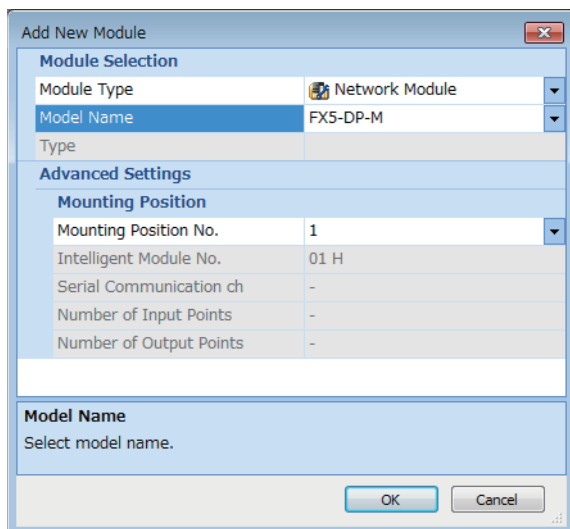 Add New Module
Module Selection
Module Type Network Module
Model Name FX5-DP-M
Type
Advanced Settings
Mounting Position
Mounting Position No. 1
Intelligent Module No. 01 H
Serial Communication ch -
Number of Input Points -
Number of Output Points -
Model Name
Select model name.
OK Cancel